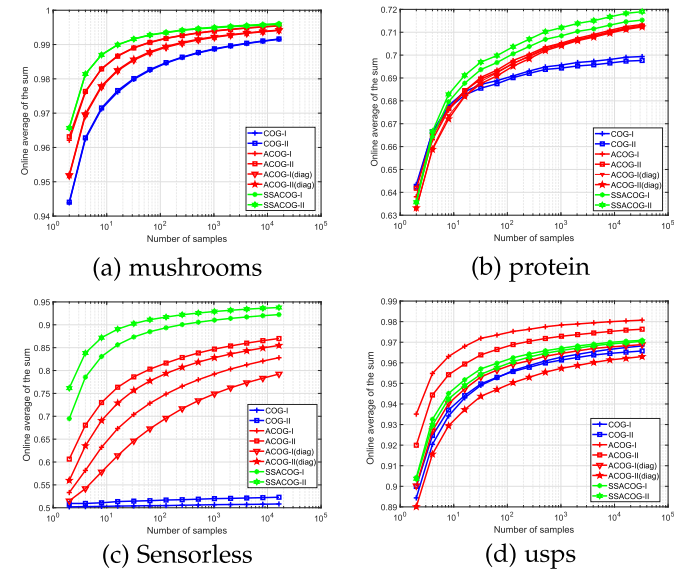 1
0.99
0.98
0.97
0.96
0.95
0.94
Online average of the sum
COG-I
COG-II
ACOG-I
ACOG-II
ACOG-I(diag)
ACOG-II(diag)
SSACOG-I
SSACOG-II
10^0 10^1 10^2 10^3 10^4 10^5
Number of samples
(a) mushrooms
0.72
0.71
0.7
0.69
0.68
0.67
0.66
0.65
0.64
0.63
Online average of the sum
COG-I
COG-II
ACOG-I
ACOG-II
ACOG-I(diag)
ACOG-II(diag)
SSACOG-I
SSACOG-II
10^0 10^1 10^2 10^3 10^4 10^5
Number of samples
(b) protein
0.95
0.9
0.85
0.8
0.75
0.7
0.65
0.6
0.55
0.5
Online average of the sum
COG-I
COG-II
ACOG-I
ACOG-II
ACOG-I(diag)
ACOG-II(diag)
SSACOG-I
SSACOG-II
10^0 10^1 10^2 10^3 10^4 10^5
Number of samples
(c) Sensorless
0.99
0.98
0.97
0.96
0.95
0.94
0.93
0.92
0.91
0.9
0.89
Online average of the sum
COG-I
COG-II
ACOG-I
ACOG-II
ACOG-I(diag)
ACOG-II(diag)
SSACOG-I
SSACOG-II
10^0 10^1 10^2 10^3 10^4 10^5
Number of samples
(d) usps